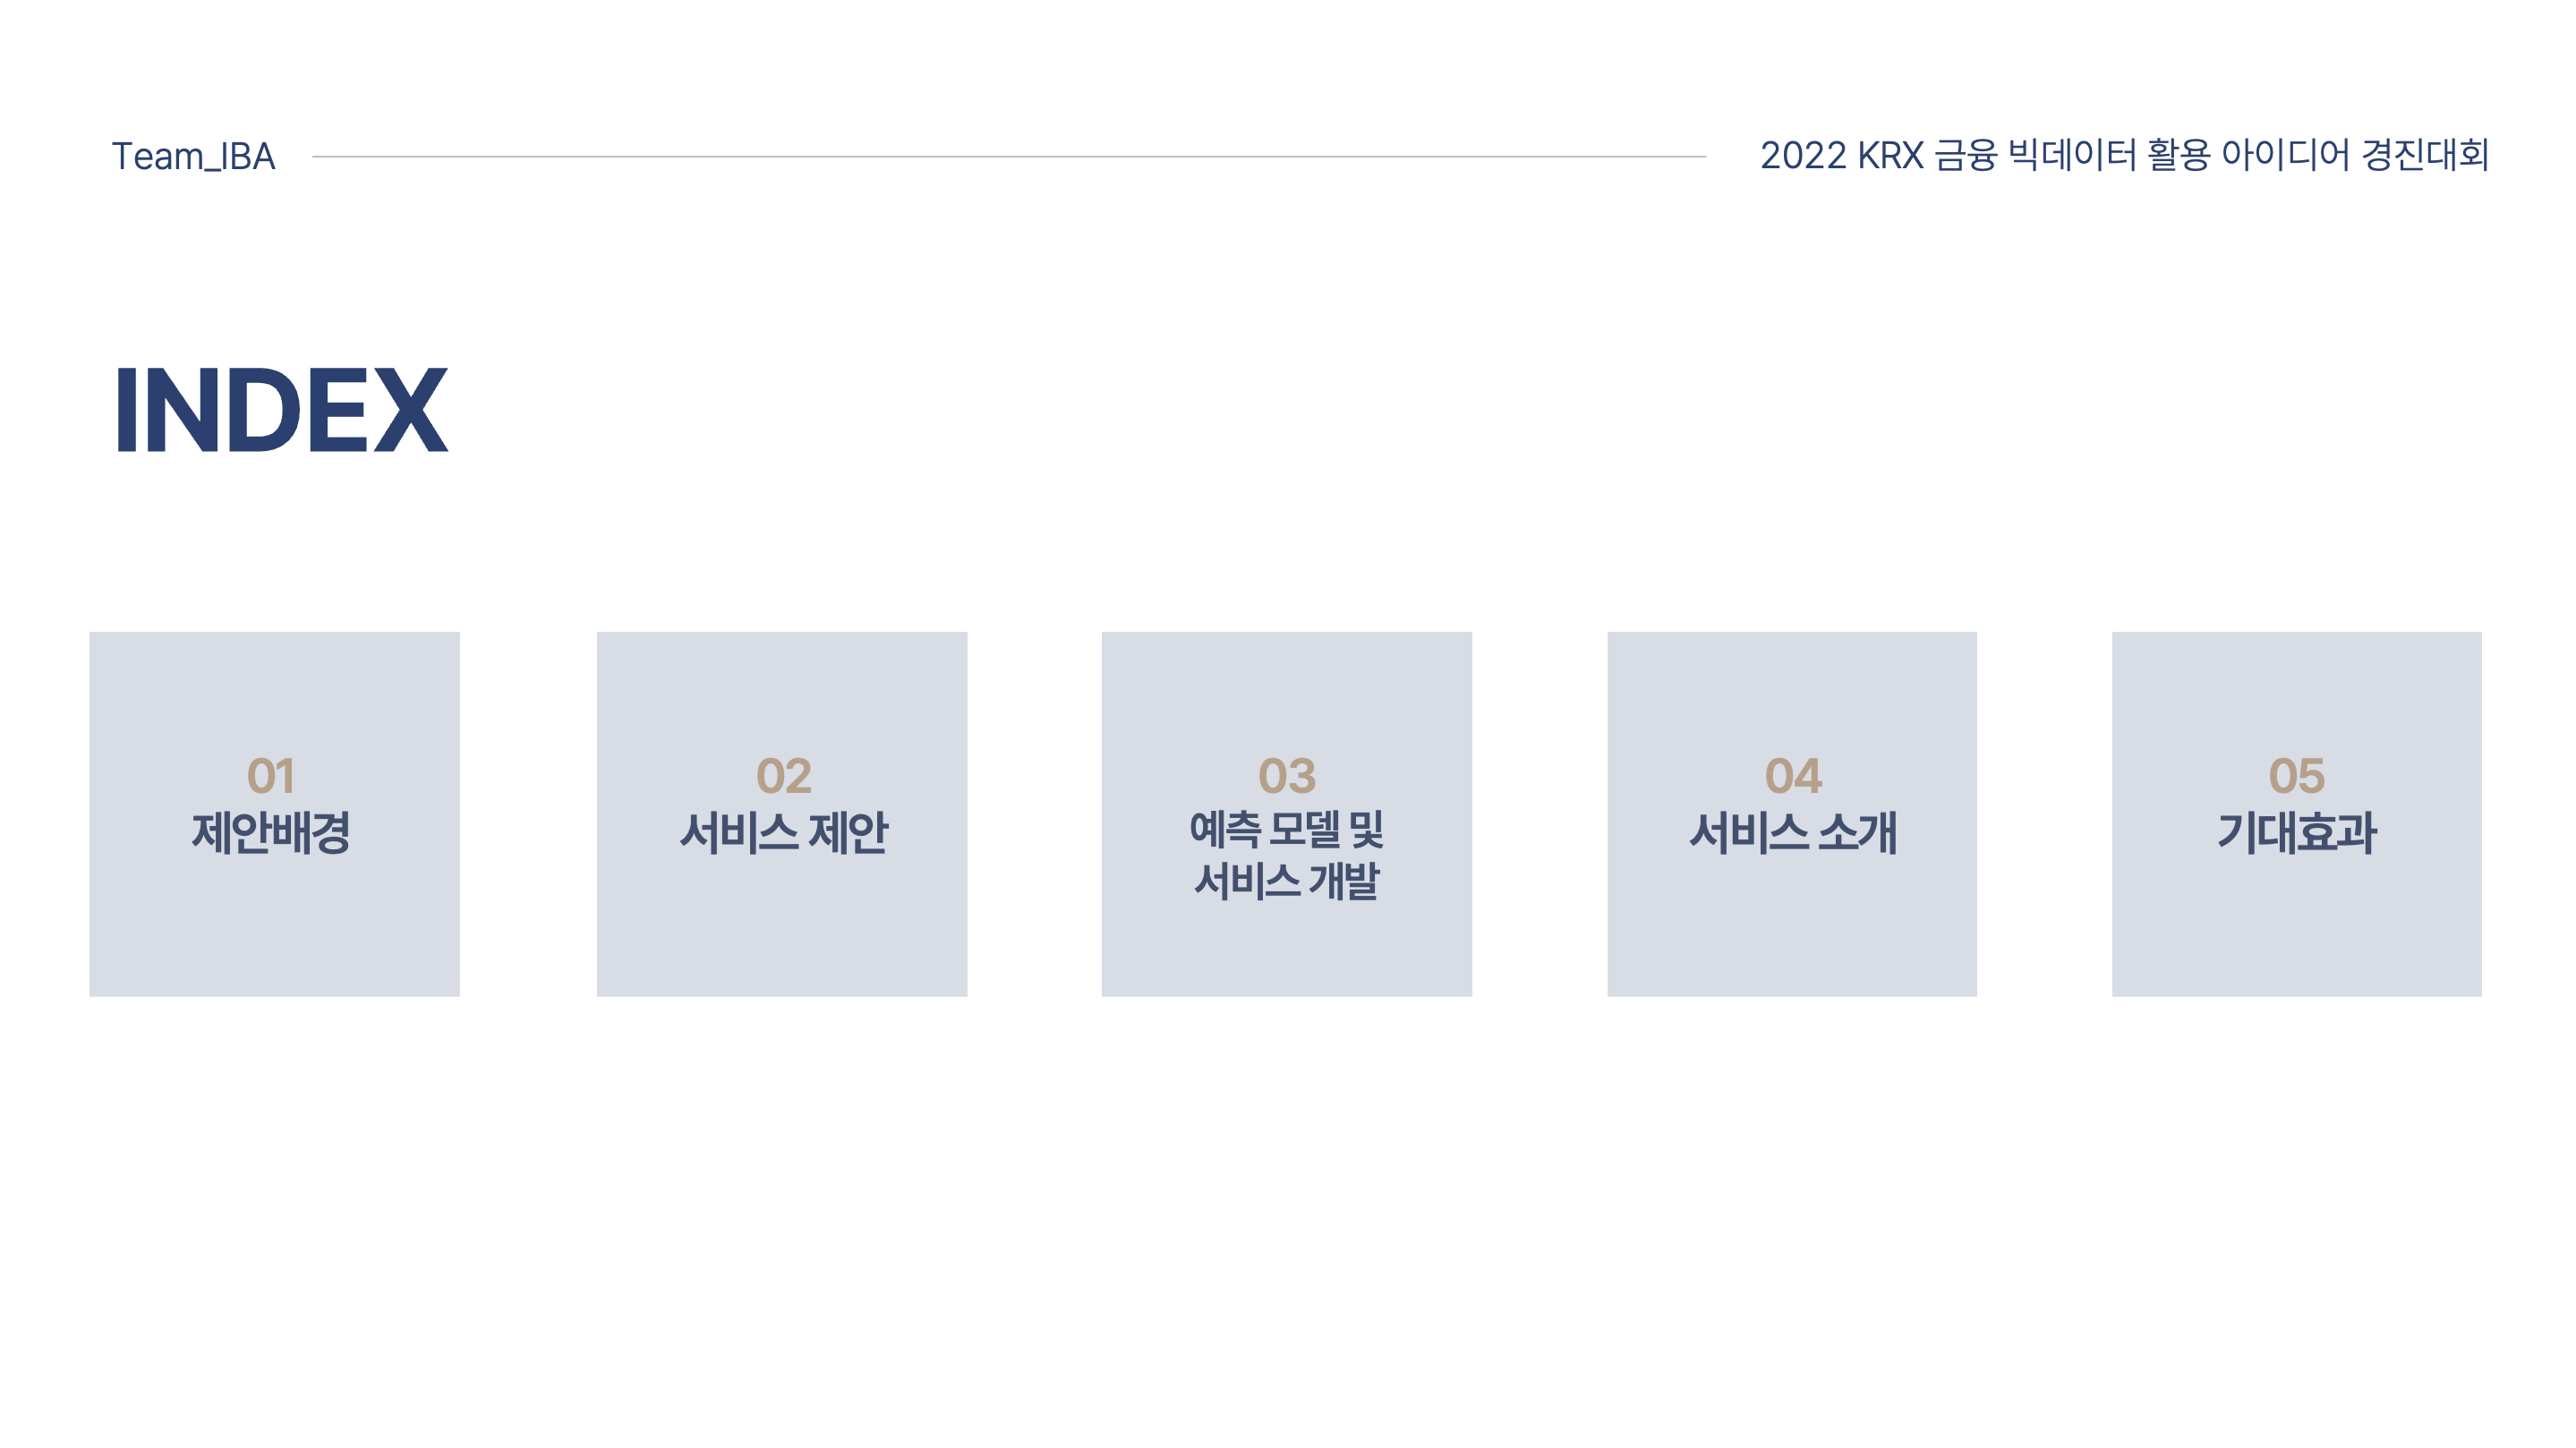 Team_IBA
2022 KRX 금융 빅데이터 활용 아이디어 경진대회
INDEX
01
제안배경
02
서비스 제안
03
예측 모델 및
서비스 개발
04
서비스 소개
05
기대효과